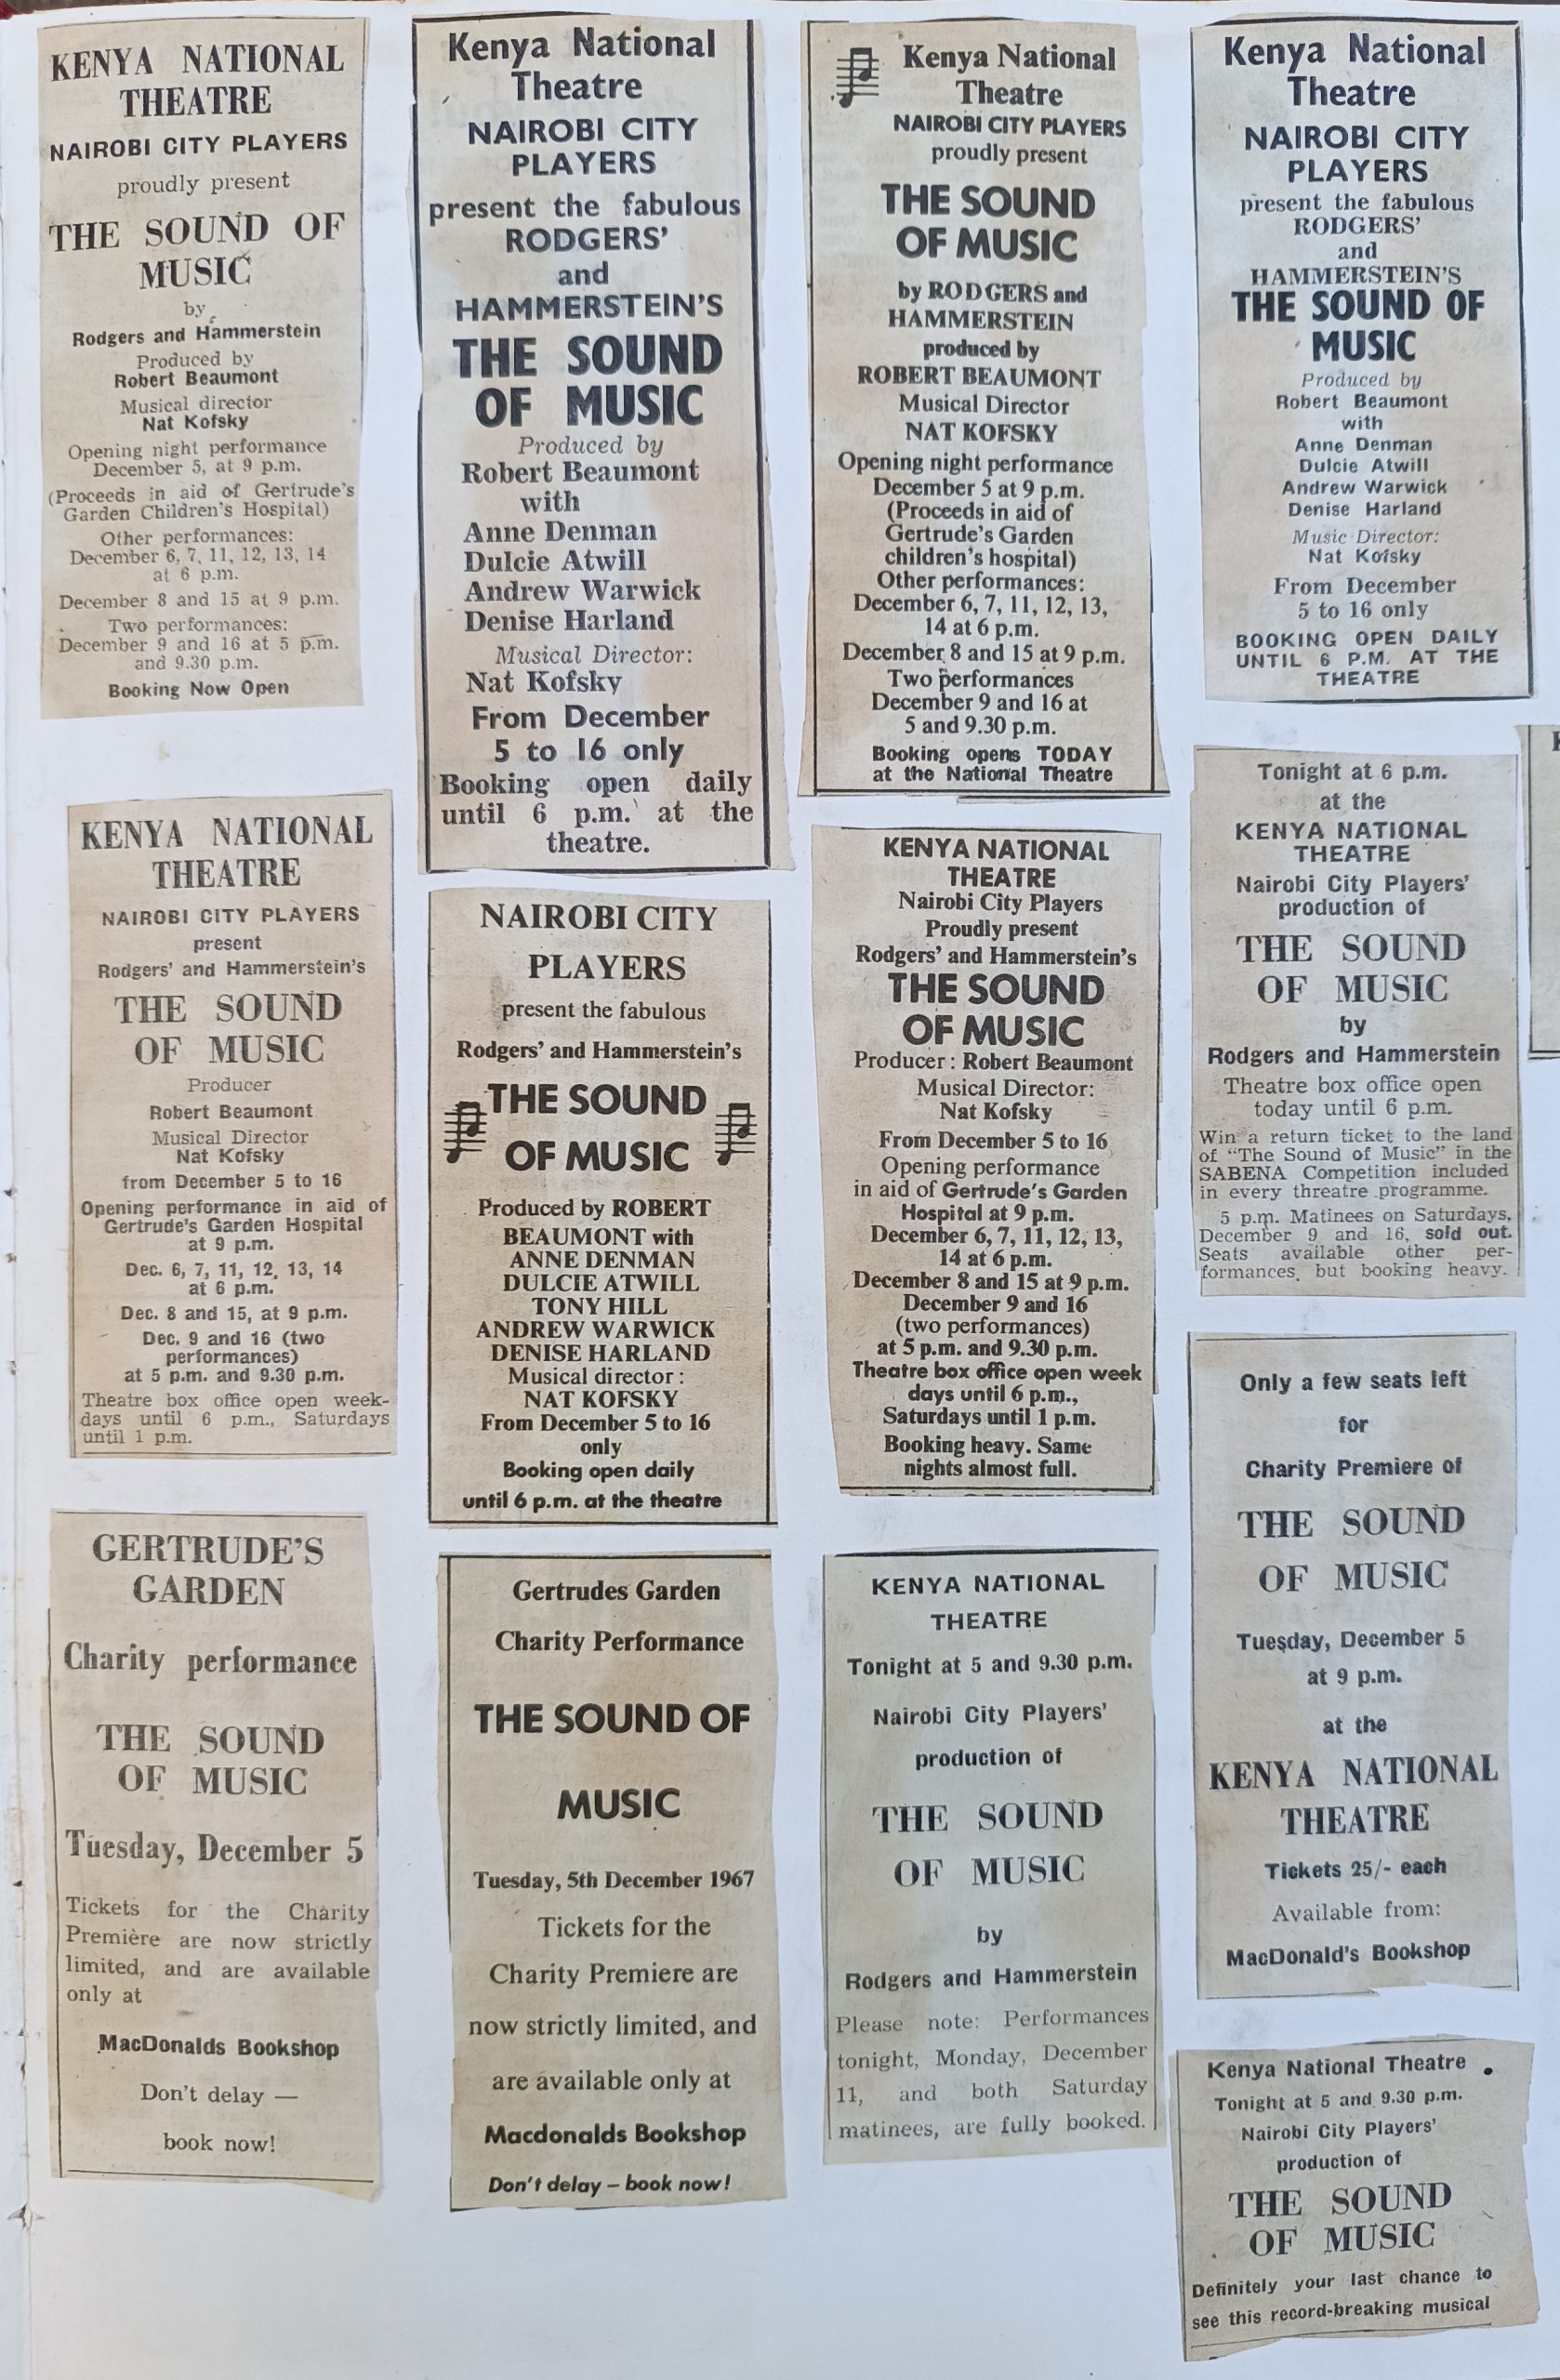 KENYA NATIONAL
THEATRE
NAIROBI CITY PLAYERS
proudly present
THE SOUND OF
MUSIC
by
Rodgers and Hammerstein
Produced by
Robert Beaumont
Musical director
Nat Kofsky
Opening night performance
December 5, at 9 p.m.
(Proceeds in aid of Gertrude's
Garden Children's Hospital)
Other performances:
December 6, 7, 11, 12, 13, 14
at 6 p.m.
December 8 and 15 at 9 p.m.
Two performances:
December 9 and 16 at 5 p.m.
and 9.30 p.m.
Booking Now Open
KENYA NATIONAL
THEATRE
NAIROBI CITY PLAYERS
present
Rodgers' and Hammerstein's
THE SOUND
OF MUSIC
Producer
Robert Beaumont
Musical Director
Nat Kofsky
from December 5 to 16
Opening performance in aid of
Gertrude's Garden Hospital
at 9 p.m.
Dec. 6, 7, 11, 12, 13, 14
at 6 p.m.
Dec. 8 and 15, at 9 p.m.
Dec. 9 and 16 (two
performances)
at 5 p.m. and 9.30 p.m.
Theatre box office open week-
days until 6 p.m., Saturdays
until 1 p.m.
GERTRUDE'S
GARDEN
Charity performance
THE SOUND
OF MUSIC
Tuesday, December 5
Tickets for the Charity
Première are now strictly
limited, and are available
only at
MacDonalds Bookshop
Don't delay —
book now!
Kenya National
Theatre
NAIROBI CITY
PLAYERS
present the fabulous
RODGERS'
and
HAMMERSTEIN'S
THE SOUND
OF MUSIC
Produced by
Robert Beaumont
with
Anne Denman
Dulcie Atwill
Andrew Warwick
Denise Harland
Musical Director:
Nat Kofsky
From December
5 to 16 only
Booking open daily
until 6 p.m. at the
theatre.
NAIROBI CITY
PLAYERS
present the fabulous
Rodgers' and Hammerstein's
THE SOUND
OF MUSIC
Produced by ROBERT
BEAUMONT with
ANNE DENMAN
DULCIE ATWILL
TONY HILL
ANDREW WARWICK
DENISE HARLAND
Musical director :
NAT KOFSKY
From December 5 to 16
only
Booking open daily
until 6 p.m. at the theatre
Gertrudes Garden
Charity Performance
THE SOUND OF
MUSIC
Tuesday, 5th December 1967
Tickets for the
Charity Premiere are
now strictly limited, and
are available only at
Macdonalds Bookshop
Don't delay – book now!
Kenya National
Theatre
NAIROBI CITY PLAYERS
proudly present
THE SOUND
OF MUSIC
by RODGERS and
HAMMERSTEIN
produced by
ROBERT BEAUMONT
Musical Director
NAT KOFSKY
Opening night performance
December 5 at 9 p.m.
(Proceeds in aid of
Gertrude's Garden
children's hospital)
Other performances:
December 6, 7, 11, 12, 13,
14 at 6 p.m.
December 8 and 15 at 9 p.m.
Two performances
December 9 and 16 at
5 and 9.30 p.m.
Booking opens TODAY
at the National Theatre
KENYA NATIONAL
THEATRE
Nairobi City Players
Proudly present
Rodgers' and Hammerstein's
THE SOUND
OF MUSIC
Producer : Robert Beaumont
Musical Director:
Nat Kofsky
From December 5 to 16
Opening performance
in aid of Gertrude's Garden
Hospital at 9 p.m.
December 6, 7, 11, 12, 13,
14 at 6 p.m.
December 8 and 15 at 9 p.m.
December 9 and 16
(two performances)
at 5 p.m. and 9.30 p.m.
Theatre box office open week
days until 6 p.m.,
Saturdays until 1 p.m.
Booking heavy. Same
nights almost full.
KENYA NATIONAL
THEATRE
Tonight at 5 and 9.30 p.m.
Nairobi City Players'
production of
THE SOUND
OF MUSIC
by
Rodgers and Hammerstein
Please note: Performances
tonight, Monday, December
11, and both Saturday
matinees, are fully booked.
Kenya National
Theatre
NAIROBI CITY
PLAYERS
present the fabulous
RODGERS'
and
HAMMERSTEIN'S
THE SOUND OF
MUSIC
Produced by
Robert Beaumont
with
Anne Denman
Dulcie Atwill
Andrew Warwick
Denise Harland
Music Director:
Nat Kofsky
From December
5 to 16 only
BOOKING OPEN DAILY
UNTIL 6 P.M. AT THE
THEATRE
Tonight at 6 p.m.
at the
KENYA NATIONAL
THEATRE
Nairobi City Players'
production of
THE SOUND
OF MUSIC
by
Rodgers and Hammerstein
Theatre box office open
today until 6 p.m.
Win a return ticket to the land
of "The Sound of Music" in the
SABENA Competition included
in every threatre programme.
5 p.m. Matinees on Saturdays,
December 9 and 16, sold out.
Seats available other per-
formances, but booking heavy.
Only a few seats left
for
Charity Premiere of
THE SOUND
OF MUSIC
Tuesday, December 5
at 9 p.m.
at the
KENYA NATIONAL
THEATRE
Tickets 25/- each
Available from:
MacDonald's Bookshop
Kenya National Theatre
Tonight at 5 and 9.30 p.m.
Nairobi City Players'
production of
THE SOUND
OF MUSIC
Definitely your last chance to
see this record-breaking musical